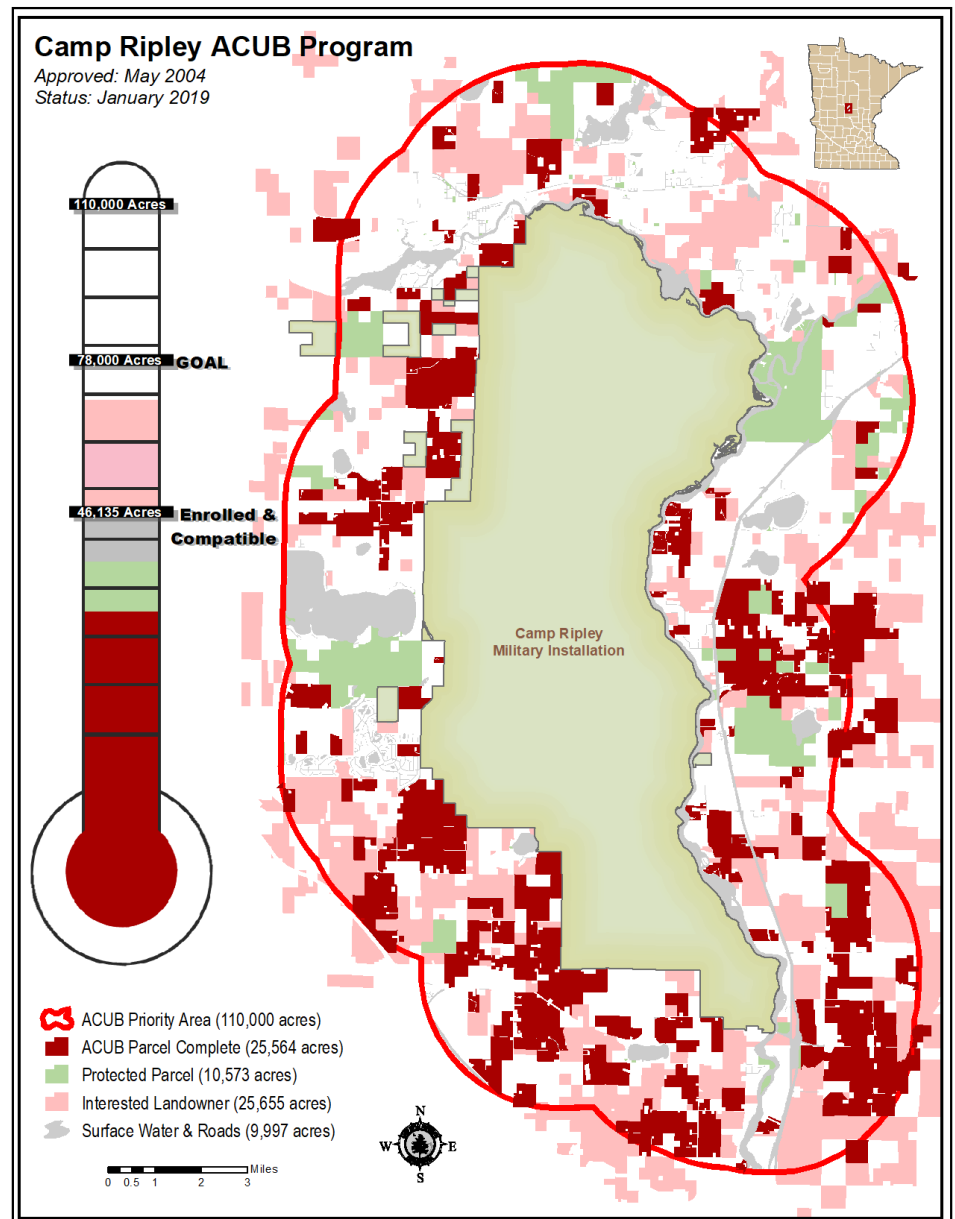 Camp Ripley ACUB Program
Approved: May 2004
Status: January 2019
110,000 Acres
78,000 Acres
GOAL
46,135 Acres
Enrolled &
Compatible
Camp Ripley
Military Installation
ACUB Priority Area (110,000 acres)
ACUB Parcel Complete (25,564 acres)
Protected Parcel (10,573 acres)
Interested Landowner (25,655 acres)
Surface Water & Roads (9,997 acres)
N
W
E
S
Miles
0 0.5 1 2 3